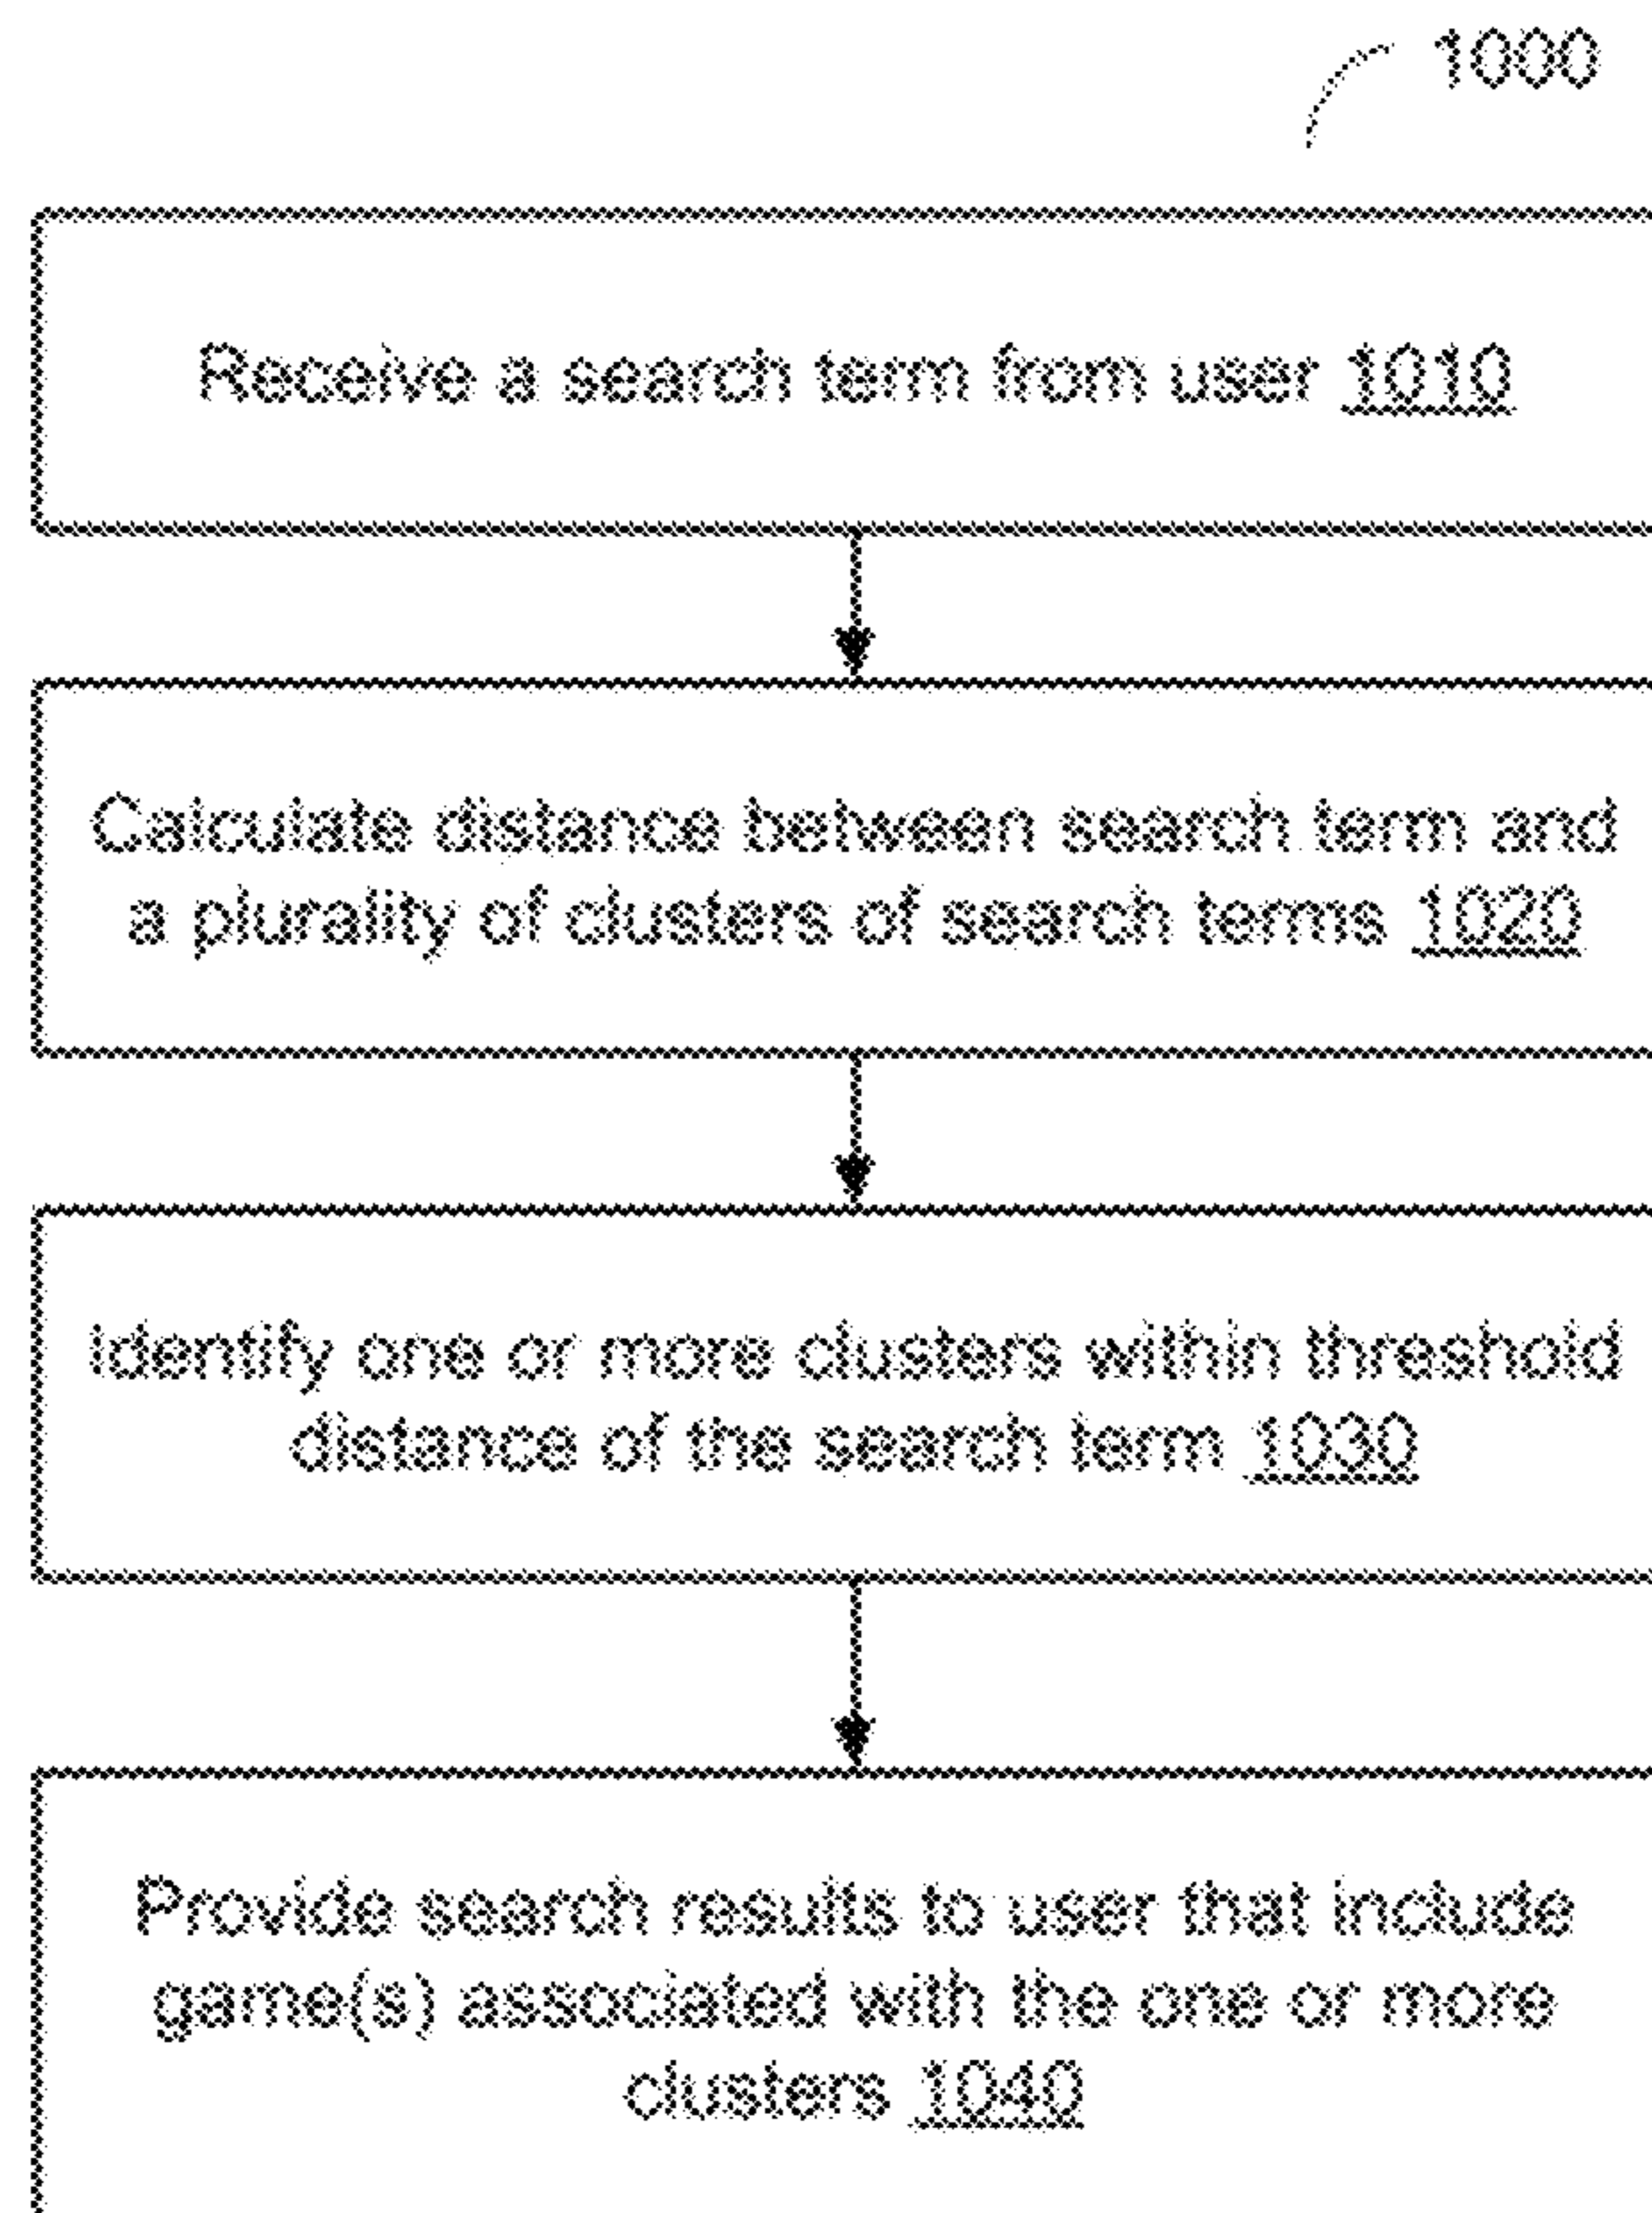 1000
Receive a search term from user 1010
Calculate distance between search term and
a plurality of clusters of search terms 1020
Identify one or more clusters within threshold
distance of the search term 1030
Provide search results to user that include
game(s) associated with the one or more
clusters 1040